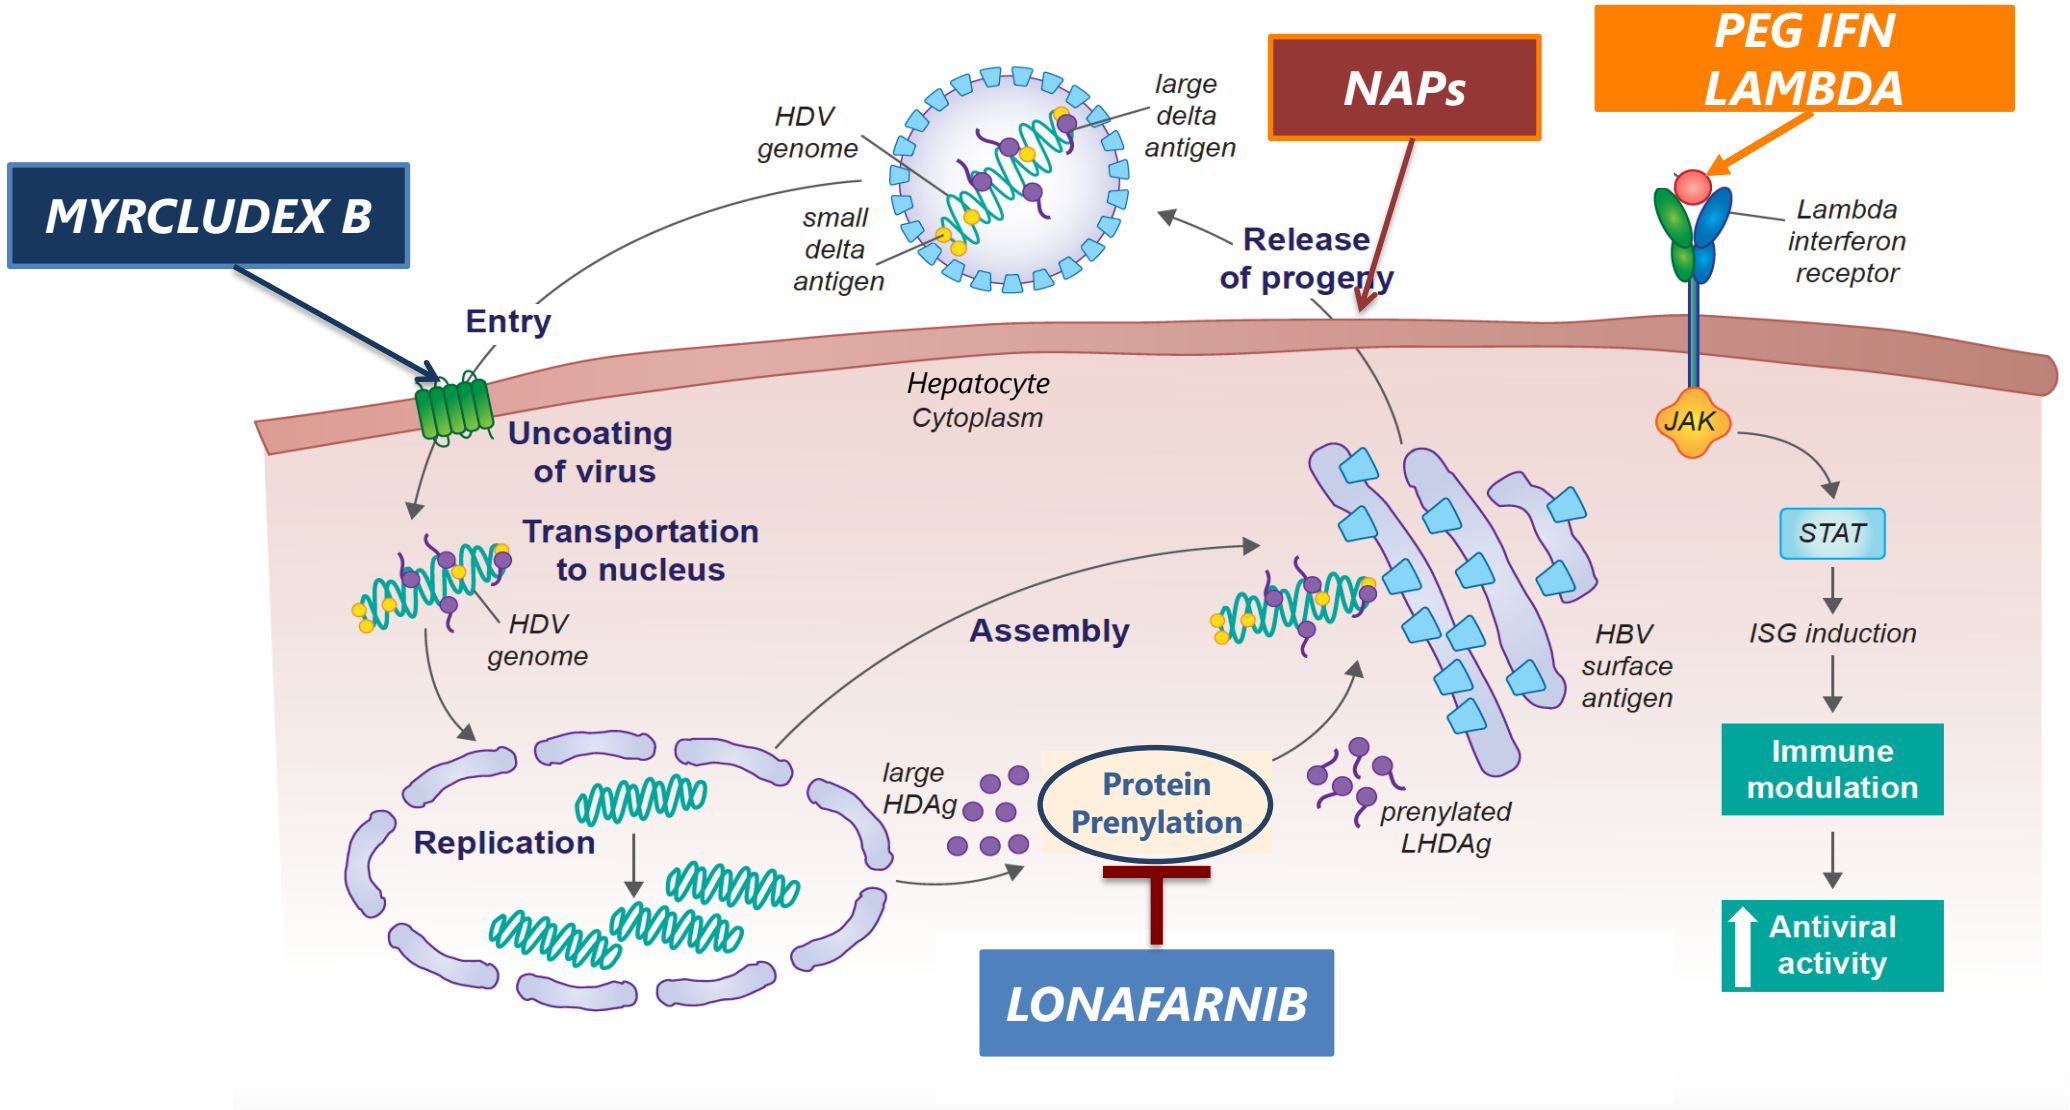 PEG IFN
LAMBDA
NAPs
MYRCLUDEX B
HDV
genome
large
delta
antigen
small
delta
antigen
Lambda
interferon
receptor
Release
of progeny
Entry
Hepatocyte
Cytoplasm
Uncoating
of virus
JAK
Transportation
to nucleus
STAT
HDV
genome
Assembly
HBV
surface
antigen
ISG induction
Immune
modulation
large
HDAg
Protein
Prenylation
prenylated
LHDAg
Replication
Antiviral
activity
LONAFARNIB